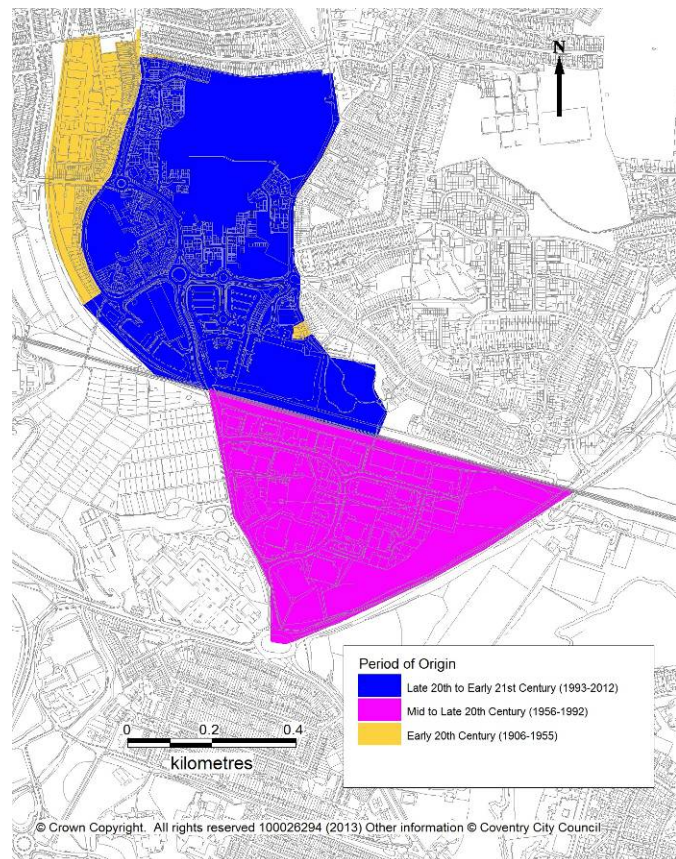 N
Period of Origin
Late 20th to Early 21st Century (1993-2012)
Mid to Late 20th Century (1956-1992)
Early 20th Century (1906-1955)
0 0.2 0.4
kilometres
© Crown Copyright. All rights reserved 100026294 (2013) Other information © Coventry City Council